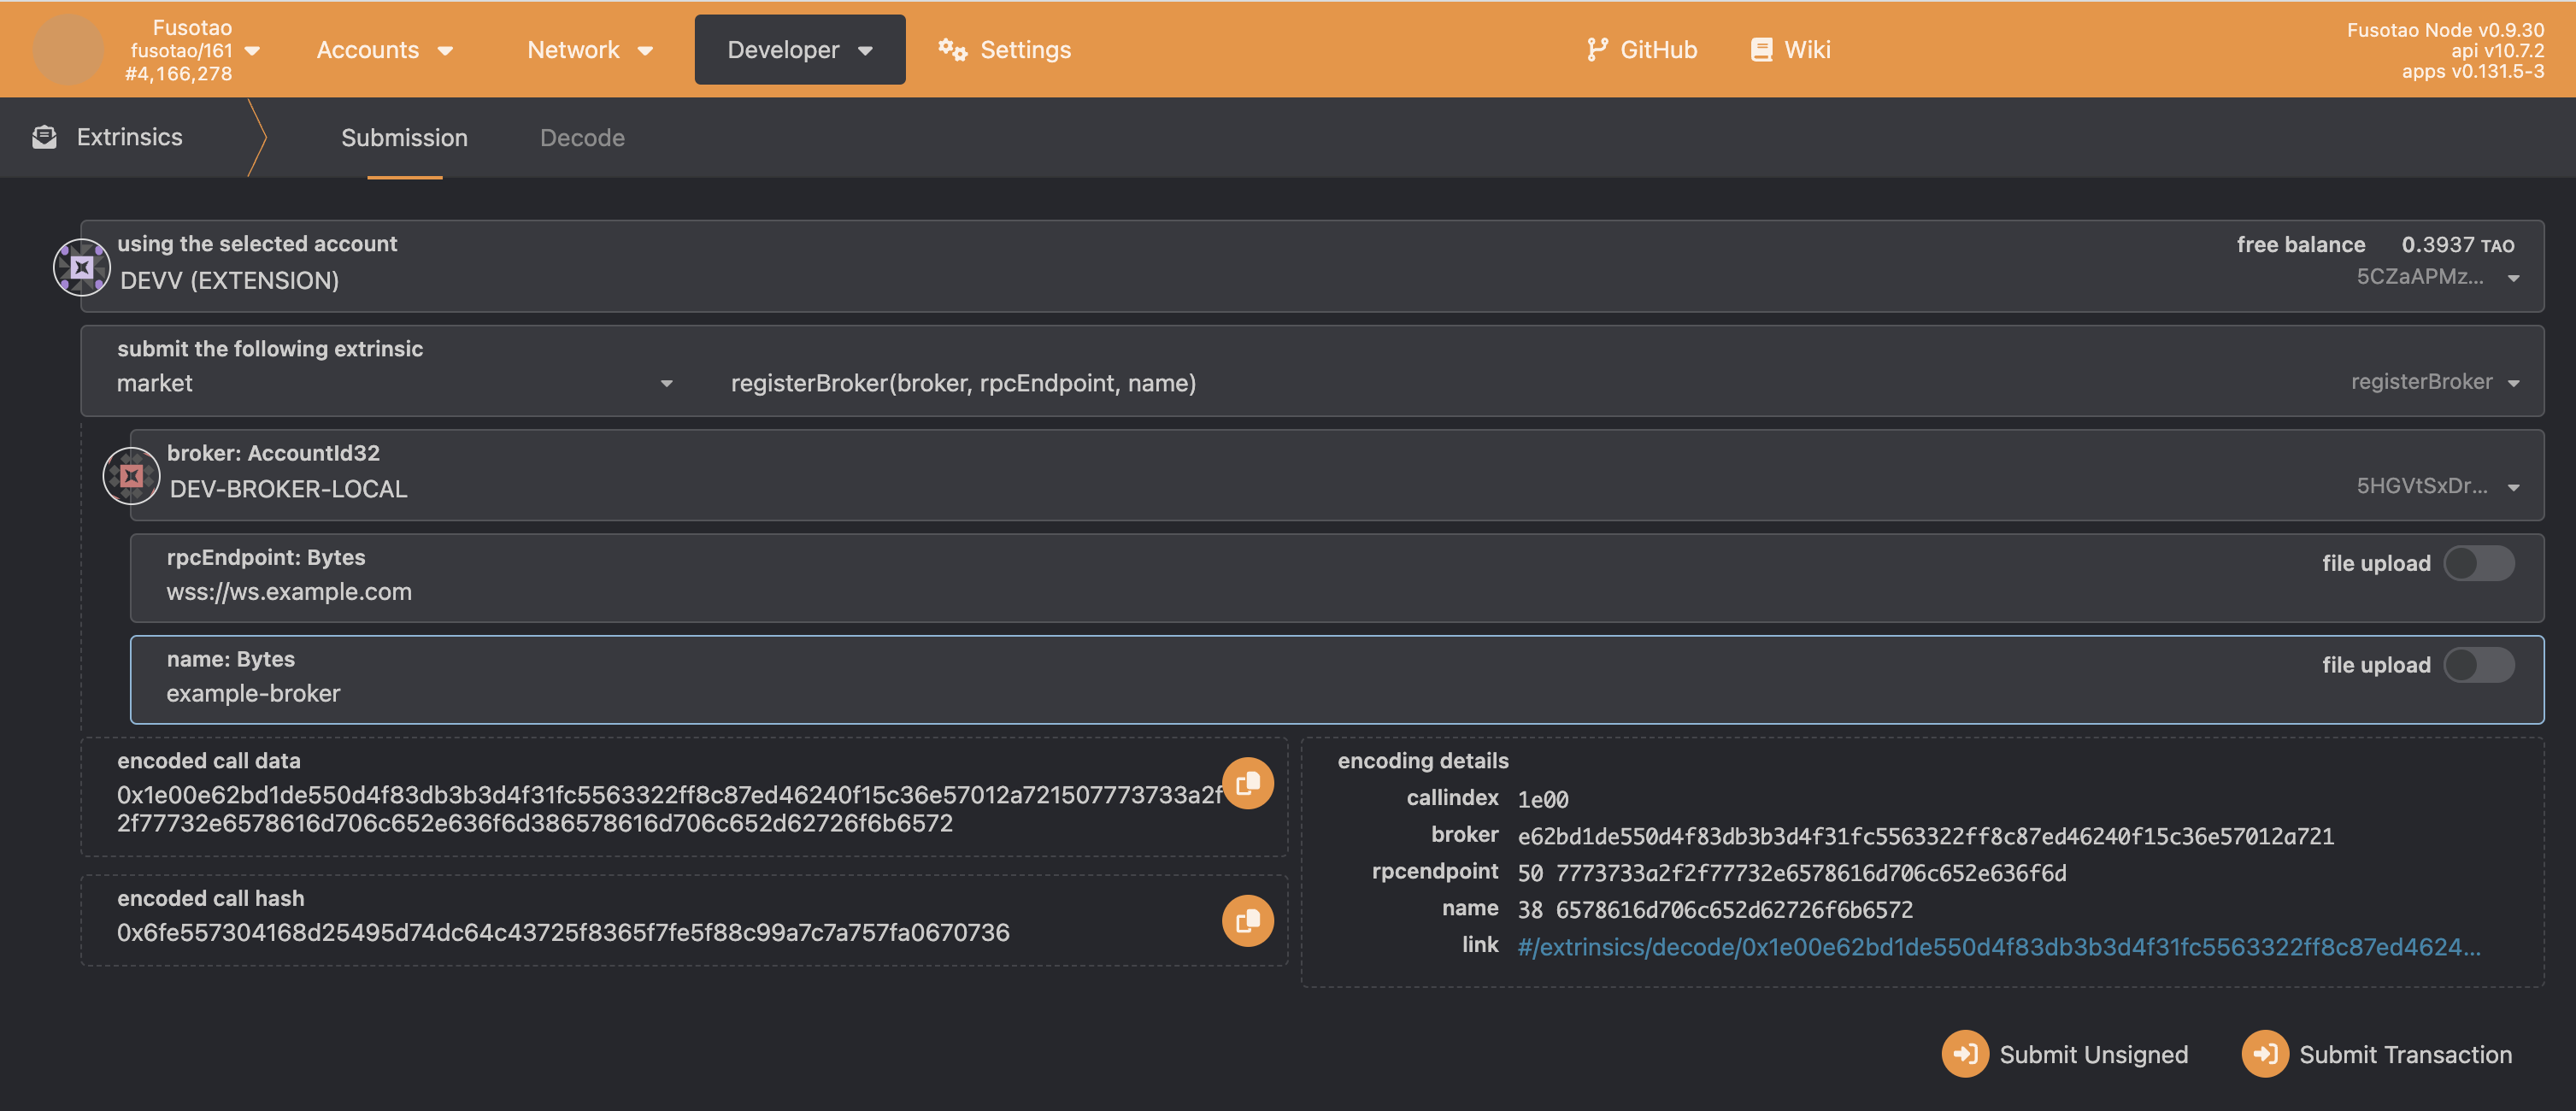 Fusotao
fusotao/161
#4,166,278
Accounts
Network
Developer
Settings
GitHub
Wiki
Fusotao Node v0.9.30
api v10.7.2
apps v0.131.5-3
Extrinsics
Submission
Decode
using the selected account
DEVV (EXTENSION)
free balance 0.3937 TAO
5CZaAPMz...
submit the following extrinsic
market
registerBroker(broker, rpcEndpoint, name)
registerBroker
broker: AccountId32
DEV-BROKER-LOCAL
5HGVtSxDr...
rpcEndpoint: Bytes
wss://ws.example.com
file upload
name: Bytes
example-broker
file upload
encoded call data
0x1e00e62bd1de550d4f83db3b3d4f31fc5563322ff8c87ed46240f15c36e57012a721507773733a2f
2f77732e6578616d706c652e636f6d386578616d706c652d62726f6b6572
encoded call hash
0x6fe557304168d25495d74dc64c43725f8365f7fe5f88c99a7c7a757fa0670736
encoding details
callindex 1e00
broker e62bd1de550d4f83db3b3d4f31fc5563322ff8c87ed46240f15c36e57012a721
rpcendpoint 50 7773733a2f2f77732e6578616d706c652e636f6d
name 38 6578616d706c652d62726f6b6572
link #/extrinsics/decode/0x1e00e62bd1de550d4f83db3b3d4f31fc5563322ff8c87ed4624...
Submit Unsigned
Submit Transaction